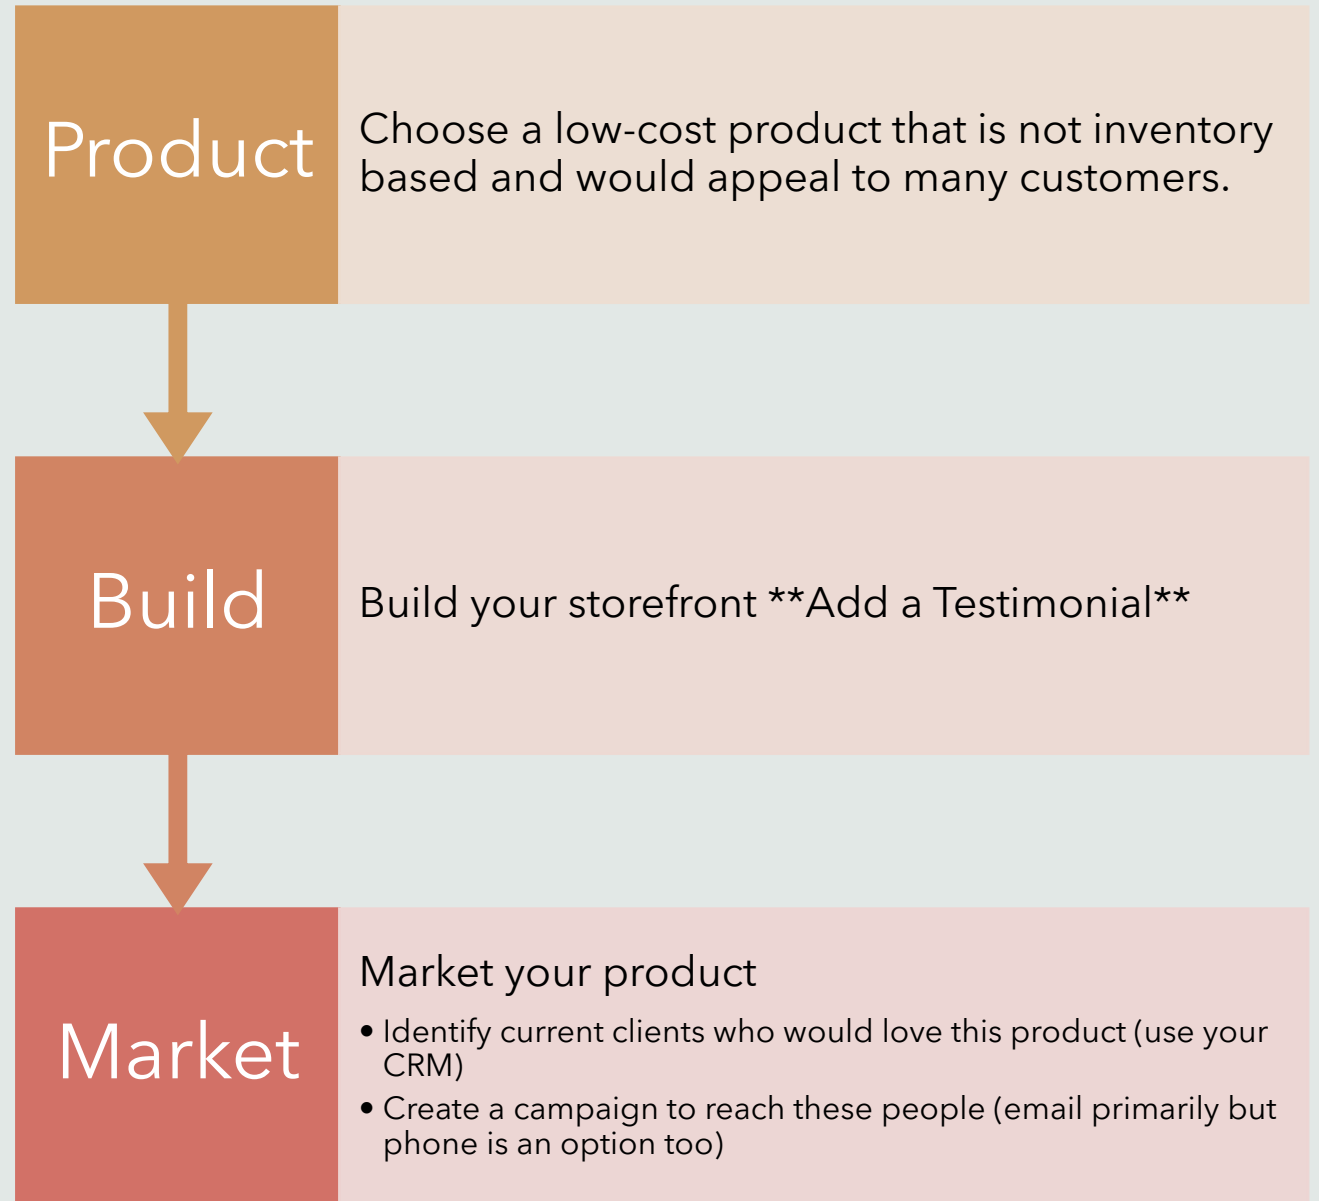 Product
Choose a low-cost product that is not inventory
based and would appeal to many customers.
Build
Build your storefront **Add a Testimonial**
Market
Market your product
• Identify current clients who would love this product (use your
CRM)
• Create a campaign to reach these people (email primarily but
phone is an option too)